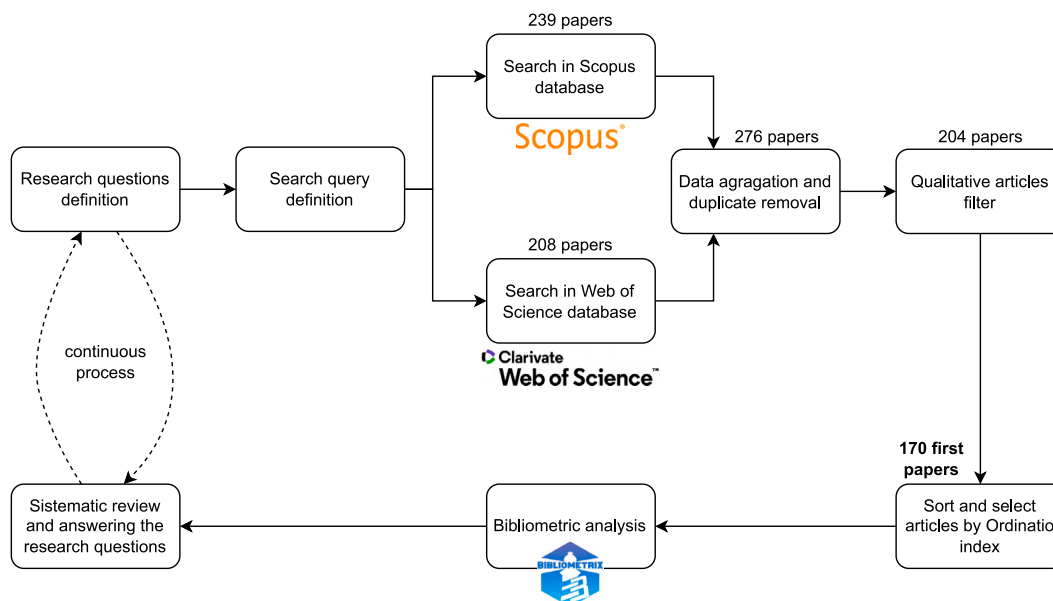 239 papers
Search in Scopus
database
Scopus®
276 papers
204 papers
Research questions
definition
Search query
definition
Data agragation and
duplicate removal
Qualitative articles
filter
208 papers
Search in Web of
Science database
Clarivate
Web of Science™
continuous
process
170 first
papers
Sistematic review
and answering the
research questions
Bibliometric analysis
BIBLIOMETRIX
Sort and select
articles by Ordinatio
index